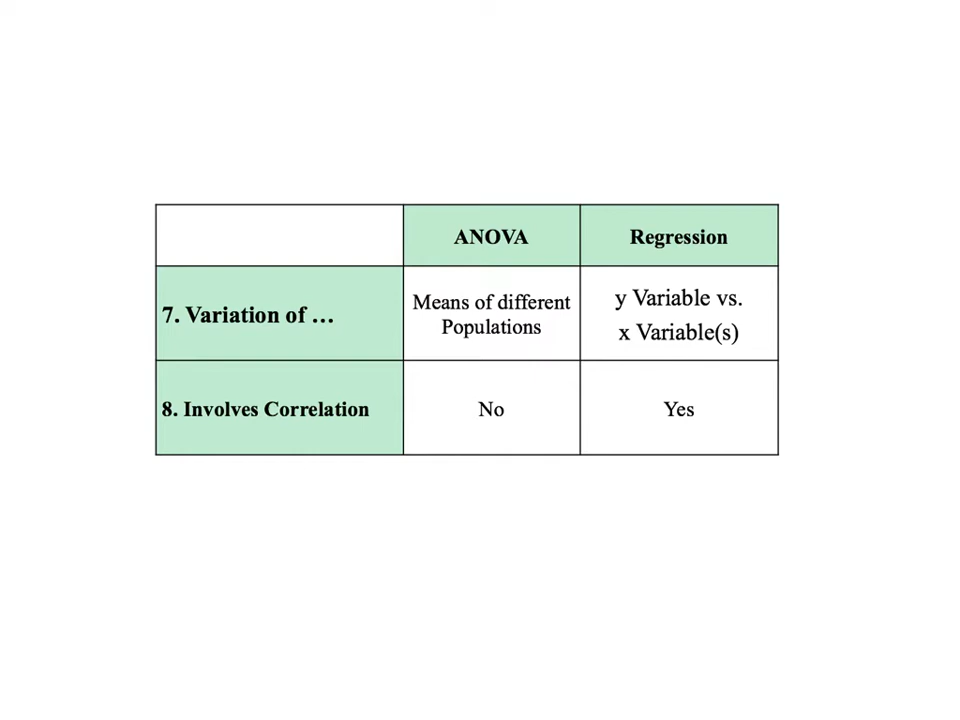 ANOVA
Regression
7. Variation of …
Means of different
Populations
y Variable vs.
x Variable(s)
8. Involves Correlation
No
Yes